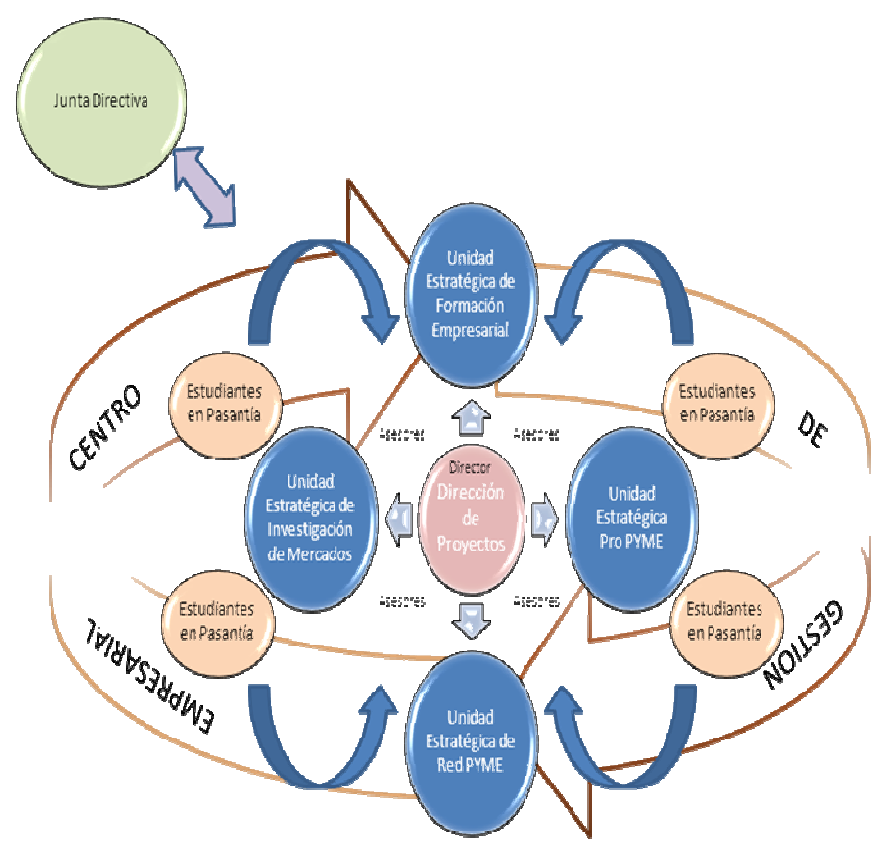 Junta Directiva
Unidad
Estratégica de
Formación
Empresarial
CENTRO
DE
Estudiantes
en Pasantía
Estudiantes
en Pasantía
Asesores
Asesores
Unidad
Estratégica de
Investigación
de Mercados
Director
Dirección
de
Proyectos
Unidad
Estratégica
Pro PYME
Asesores
Asesores
Estudiantes
en Pasantía
Estudiantes
en Pasantía
EMPRESARIAL
GESTION
Unidad
Estratégica de
Red PYME